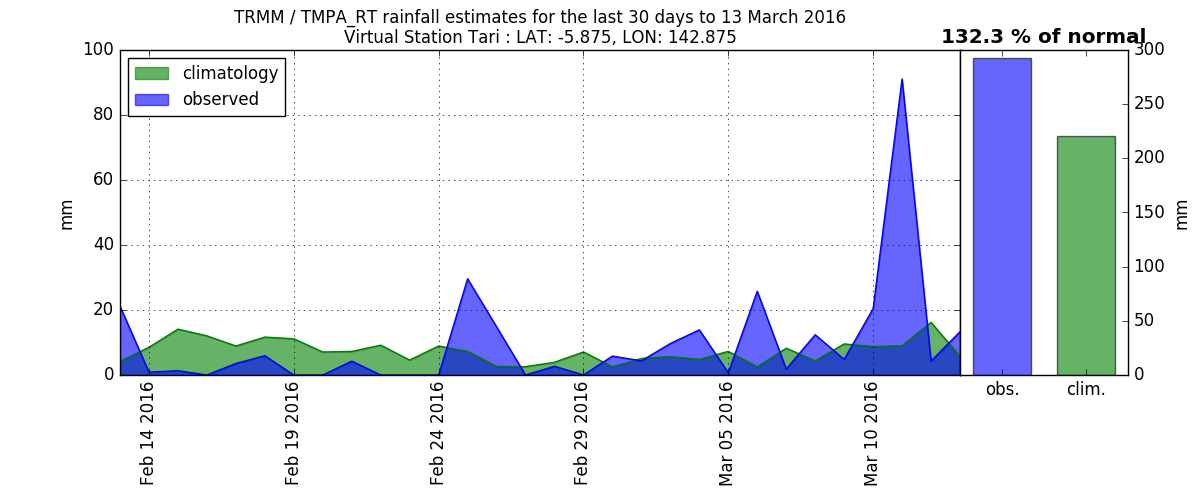 TRMM / TMPA_RT rainfall estimates for the last 30 days to 13 March 2016
Virtual Station Tari : LAT: -5.875, LON: 142.875
132.3 % of normal
climatology
observed
100
80
60
40
20
0
mm
Feb 14 2016
Feb 19 2016
Feb 24 2016
Feb 29 2016
Mar 05 2016
Mar 10 2016
300
250
200
150
100
50
0
mm
obs.
clim.